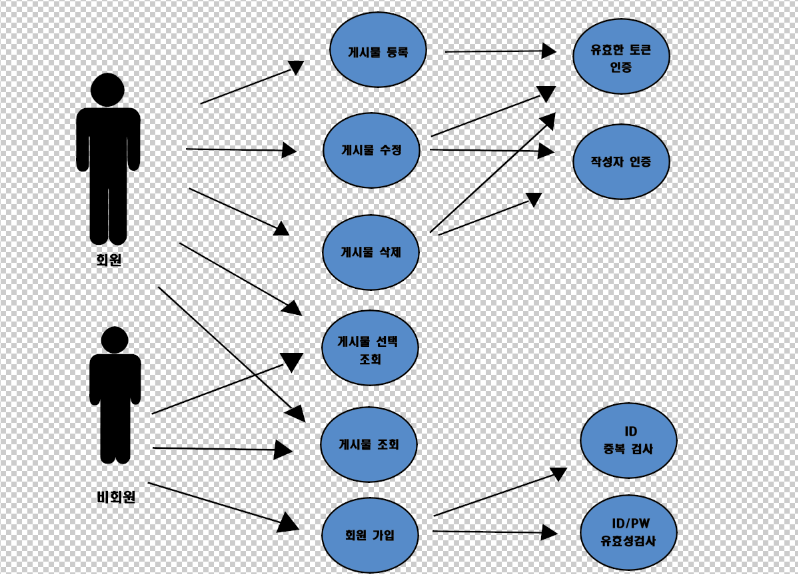 게시물 등록
유효한 토큰
인증
게시물 수정
작성자 인증
회원
게시물 삭제
게시물 선택
조회
게시물 조회
ID
중복 검사
비회원
회원 가입
ID/PW
유효성검사